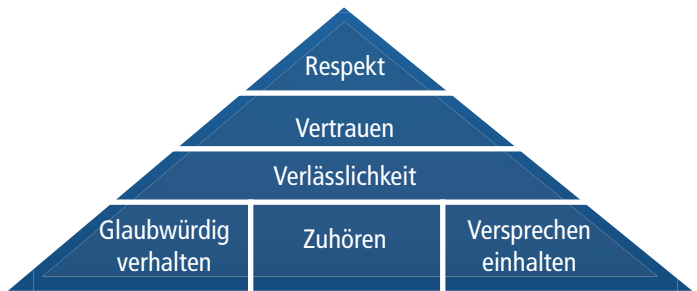 Respekt
Vertrauen
Verlässlichkeit
Glaubwürdig
verhalten
Zuhören
Versprechen
einhalten